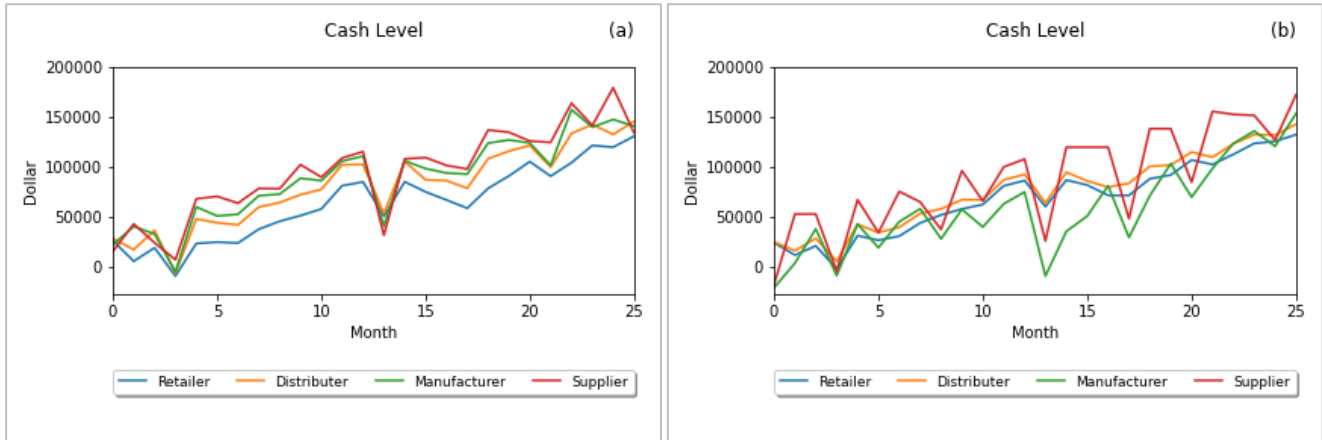 Cash Level (a)
200000
150000
100000
50000
0
Dollar
0 5 10 15 20 25
Month
Retailer Distributer Manufacturer Supplier
Cash Level (b)
200000
150000
100000
50000
0
Dollar
0 5 10 15 20 25
Month
Retailer Distributer Manufacturer Supplier